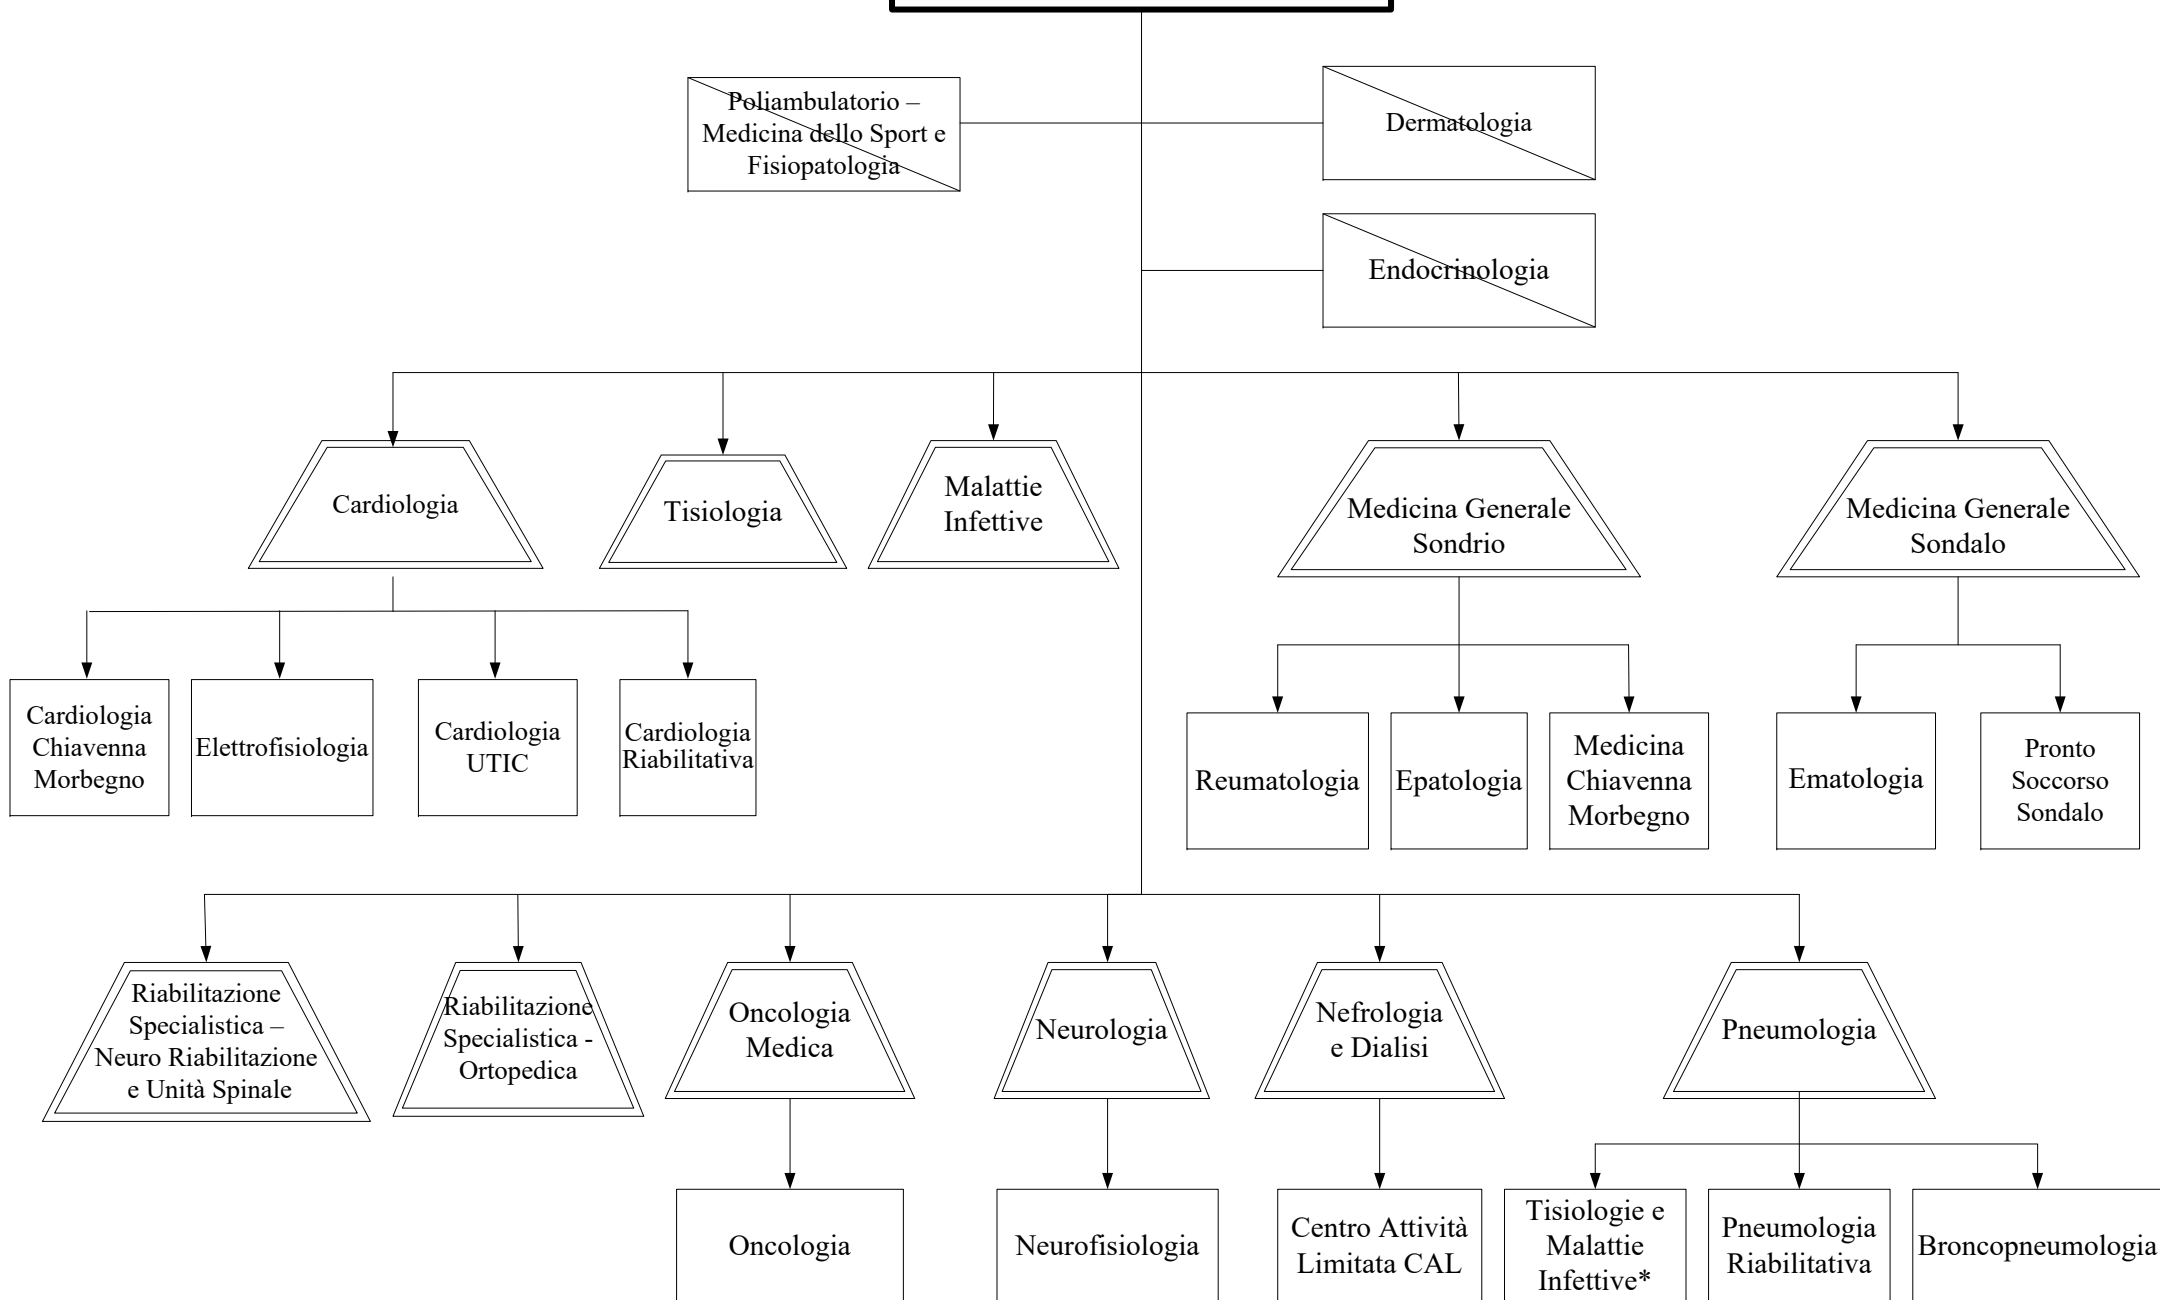 Poliambulatorio –
Medicina dello Sport e
Fisiopatologia
Dermatologia
Endocrinologia
Cardiologia
Tisiologia
Malattie
Infettive
Medicina Generale
Sondrio
Medicina Generale
Sondalo
Cardiologia
Chiavenna
Morbegno
Elettrofisiologia
Cardiologia
UTIC
Cardiologia
Riabilitativa
Reumatologia
Epatologia
Medicina
Chiavenna
Morbegno
Ematologia
Pronto
Soccorso
Sondalo
Riabilitazione
Specialistica –
Neuro Riabilitazione
e Unità Spinale
Riabilitazione
Specialistica -
Ortopedica
Oncologia
Medica
Neurologia
Nefrologia
e Dialisi
Pneumologia
Oncologia
Neurofisiologia
Centro Attività
Limitata CAL
Tisiologie e
Malattie
Infettive*
Pneumologia
Riabilitativa
Broncopneumologia